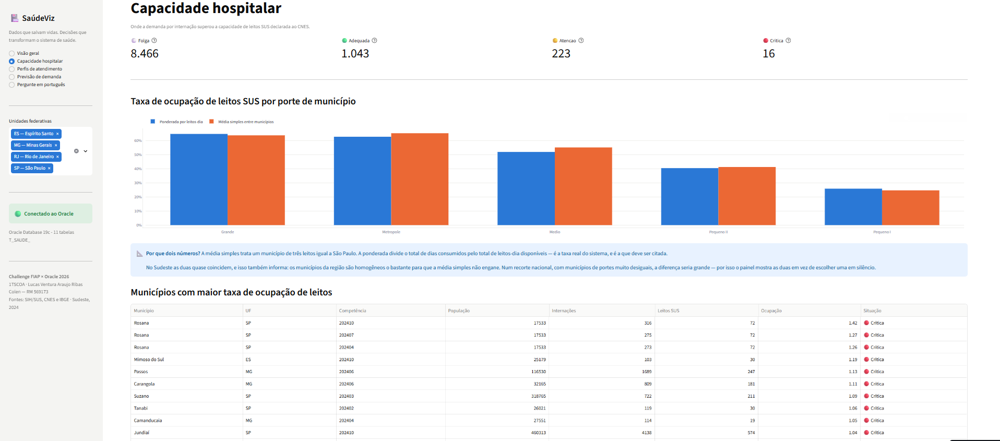 SaúdeViz
Dados que salvam vidas. Decisões que
transformam o sistema de saúde.
Visão geral
Capacidade hospitalar
Perfis de atendimento
Previsão de demanda
Pergunte em português
Unidades federativas
ES — Espírito Santo ×
MG — Minas Gerais ×
RJ — Rio de Janeiro ×
SP — São Paulo ×
Conectado ao Oracle
Oracle Database 19c - 11 tabelas
T_SAUDE_
Challenge FIAP × Oracle 2026
1TSCOA · Lucas Ventura Araujo Ribas
Colen — RM 569173
Fontes: SIH/SUS, CNES e IBGE · Sudeste,
2024
Capacidade hospitalar
Onde a demanda por internação superou a capacidade de leitos SUS declarada ao CNES.
Folga Adequada Atencao Critica
8.466 1.043 223 16
Taxa de ocupação de leitos SUS por porte de município
Ponderada por leitos-dia Média simples entre municípios
60%
50%
40%
30%
20%
10%
0%
Grande Metropole Medio Pequeno II Pequeno I
Por que dois números? A média simples trata um município de três leitos igual a São Paulo. A ponderada divide o total de dias consumidos pelo total de leitos-dia disponíveis — é a taxa real do sistema, e é a que deve ser citada.
No Sudeste as duas quase coincidem, e isso também informa: os municípios da região são homogêneos o bastante para que a média simples não engane. Num recorte nacional, com municípios de portes muito desiguais, a diferença seria grande — por isso o painel mostra as duas em vez de escolher uma em silêncio.
Municípios com maior taxa de ocupação de leitos
Município UF Competência População Internações Leitos SUS Ocupação Situação
Rosana SP 202410 17533 316 72 1.42 Critica
Rosana SP 202407 17533 275 72 1.27 Critica
Rosana SP 202404 17533 273 72 1.26 Critica
Mimoso do Sul ES 202410 25179 103 30 1.19 Critica
Passos MG 202406 116530 1689 247 1.13 Critica
Carangola MG 202406 32165 809 181 1.11 Critica
Suzano SP 202403 318765 722 211 1.09 Critica
Tanabi SP 202402 26021 119 30 1.06 Critica
Camanducaia MG 202404 27551 114 19 1.05 Critica
Jundiaí SP 202410 460313 4138 574 1.04 Critica